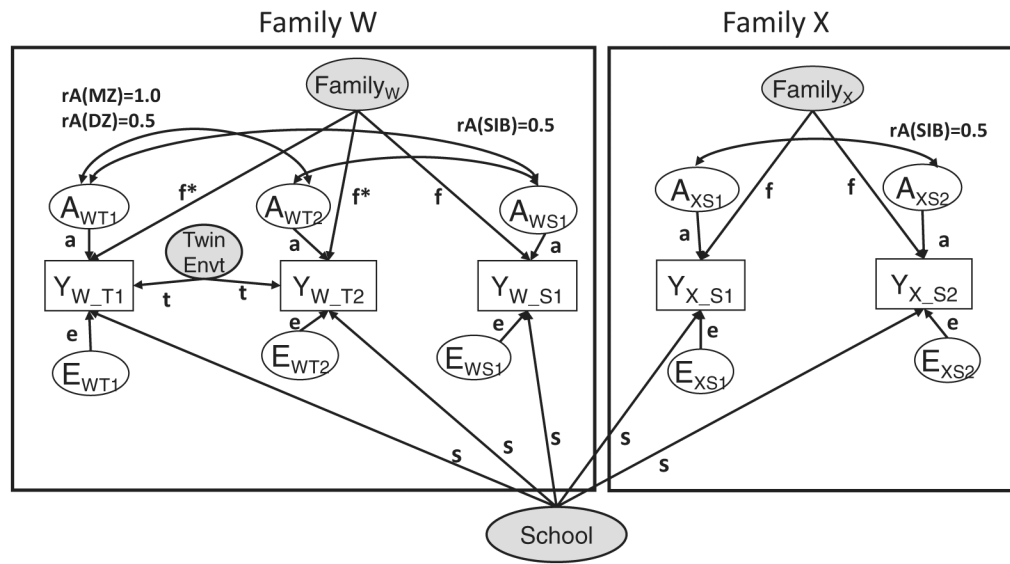 Family W
Family X
Family_W
Family_X
rA(MZ)=1.0
rA(DZ)=0.5
rA(SIB)=0.5
rA(SIB)=0.5
f*
f*
f
f
f
A_WT1
A_WT2
A_WS1
A_XS1
A_XS2
a
a
a
a
a
Twin
Envt
t
t
Y_W_T1
Y_W_T2
Y_W_S1
Y_X_S1
Y_X_S2
e
e
e
e
e
E_WT1
E_WT2
E_WS1
E_XS1
E_XS2
s
s
s
s
s
School